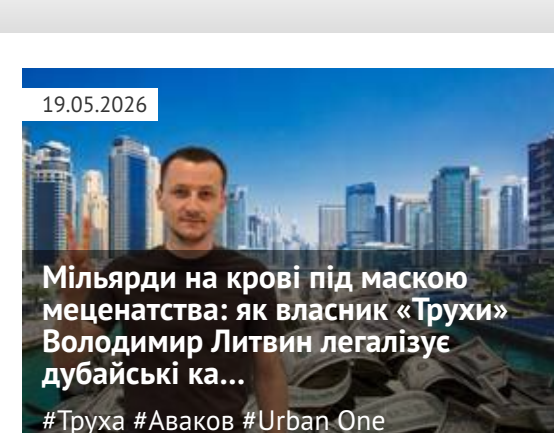 19.05.2026
Мільярди на крові під маскою
меценатства: як власник «Трухи»
Володимир Литвин легалізує
дубайські ка...
#Труха #Аваков #Urban One